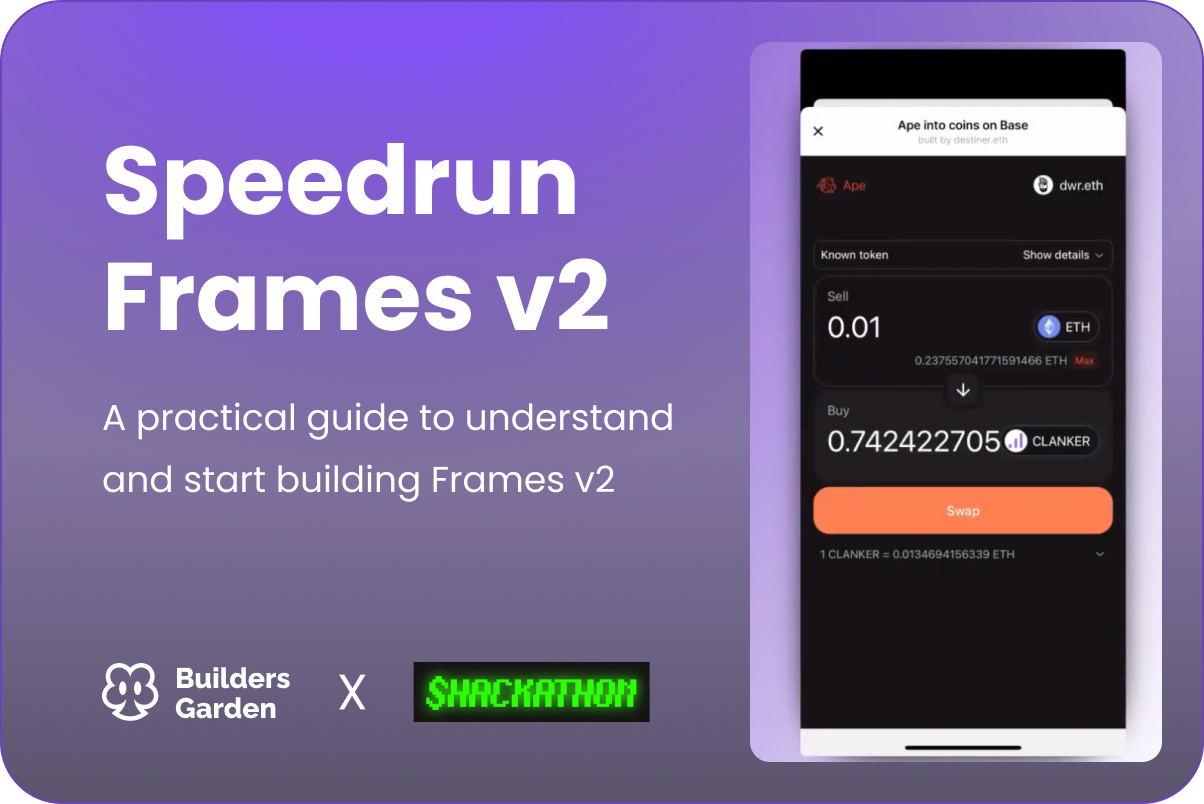 Speedrun
Frames v2
A practical guide to understand
and start building Frames v2
Builders
Garden
X
$HACKATHON
Ape into coins on Base
built by destiner.eth
Ape
dwr.eth
Known token
Show details
Sell
0.01
ETH
0.237557041771591466 ETH Max
Buy
0.742422705
CLANKER
Swap
1 CLANKER = 0.0134694156339 ETH